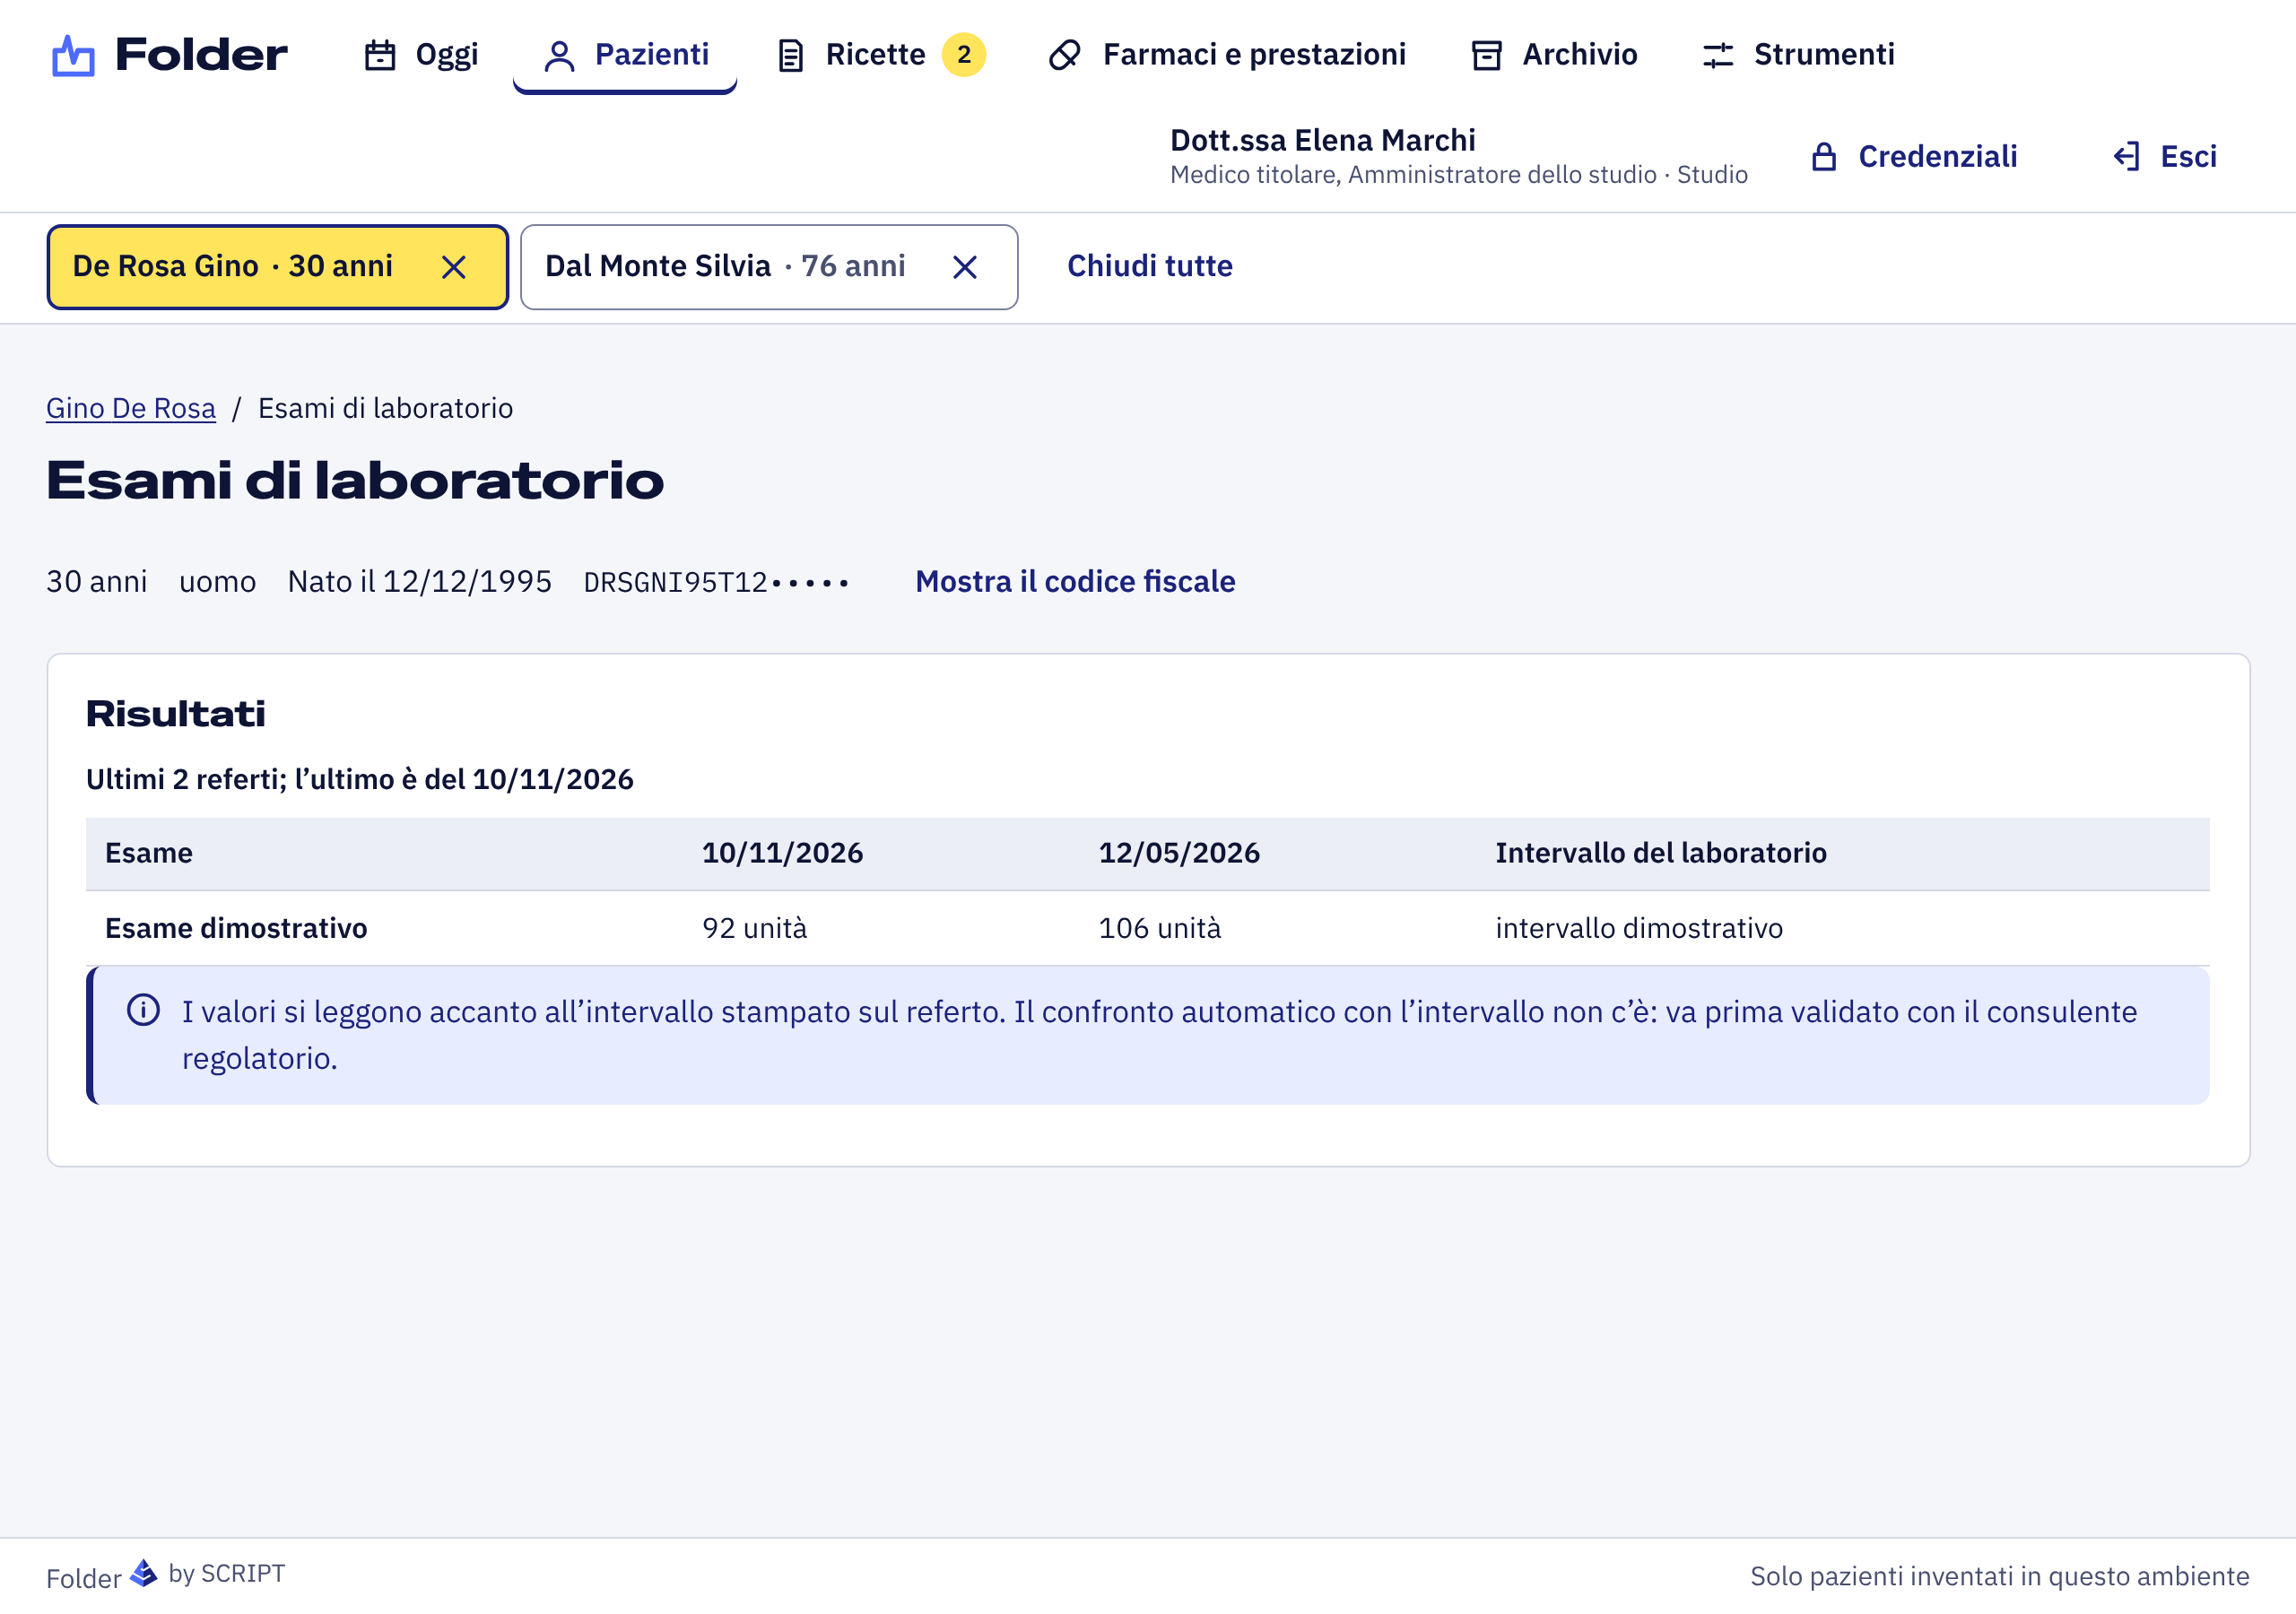 Folder
Oggi
Pazienti
Ricette 2
Farmaci e prestazioni
Archivio
Strumenti
Dott.ssa Elena Marchi
Medico titolare, Amministratore dello studio · Studio
Credenziali
Esci
De Rosa Gino · 30 anni
Dal Monte Silvia · 76 anni
Chiudi tutte
Gino De Rosa / Esami di laboratorio
Esami di laboratorio
30 anni uomo Nato il 12/12/1995 DRSGNI95T12••••• Mostra il codice fiscale
Risultati
Ultimi 2 referti; l’ultimo è del 10/11/2026
Esame 10/11/2026 12/05/2026 Intervallo del laboratorio
Esame dimostrativo 92 unità 106 unità intervallo dimostrativo
I valori si leggono accanto all’intervallo stampato sul referto. Il confronto automatico con l’intervallo non c’è: va prima validato con il consulente
regolatorio.
Folder by SCRIPT
Solo pazienti inventati in questo ambiente